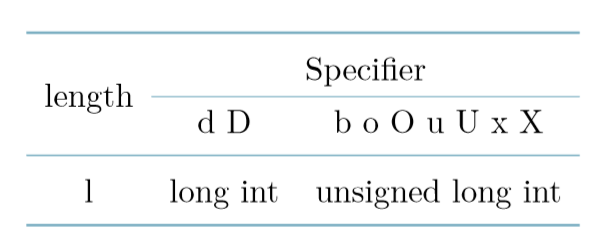 Specifier
length
d D b o O u U x X
l long int unsigned long int